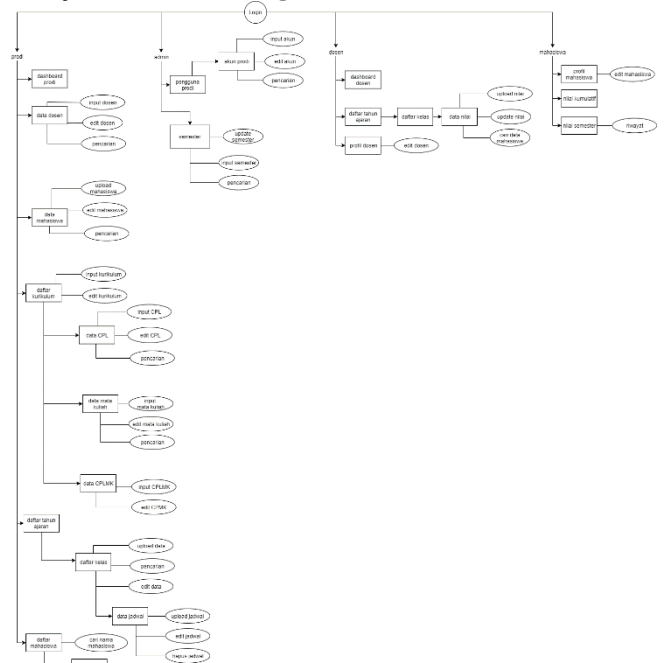 Login
prodi
admin
dosen
mahasiswa
dashboard
prodi
data dosen
input dosen
edit dosen
pencarian
data
mahasiswa
upload
mahasiswa
edit mahasiswa
pencarian
daftar
kurikulum
input kurikulum
edit kurikulum
data CPL
input CPL
edit CPL
pencarian
data mata
kuliah
input
mata kuliah
edit mata kuliah
pencarian
data CPLMK
input CPLMK
edit CPMK
daftar tahun
ajaran
daftar kelas
upload data
pencarian
edit data
data jadwal
upload jadwal
edit jadwal
hapus jadwal
daftar
mahasiswa
cari nama
mahasiswa
pengguna
prodi
akun prodi
input akun
edit akun
pencarian
semester
update
semester
input semester
pencarian
dashboard
dosen
daftar tahun
ajaran
daftar kelas
data nilai
upload nilai
update nilai
cari data
mahasiswa
profil dosen
edit dosen
profil
mahasiswa
edit mahasiswa
nilai kumulatif
nilai semester
riwayat